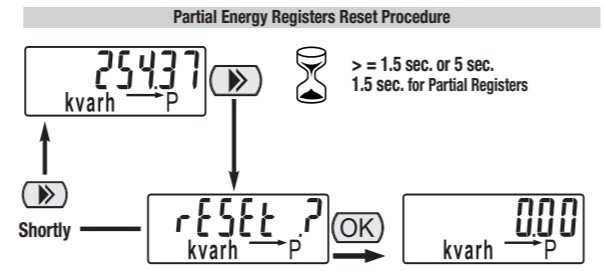 Partial Energy Registers Reset Procedure
254.37
kvarh P
> = 1.5 sec. or 5 sec.
1.5 sec. for Partial Registers
Shortly
rESEt .?
kvarh P
OK
0.00
kvarh P